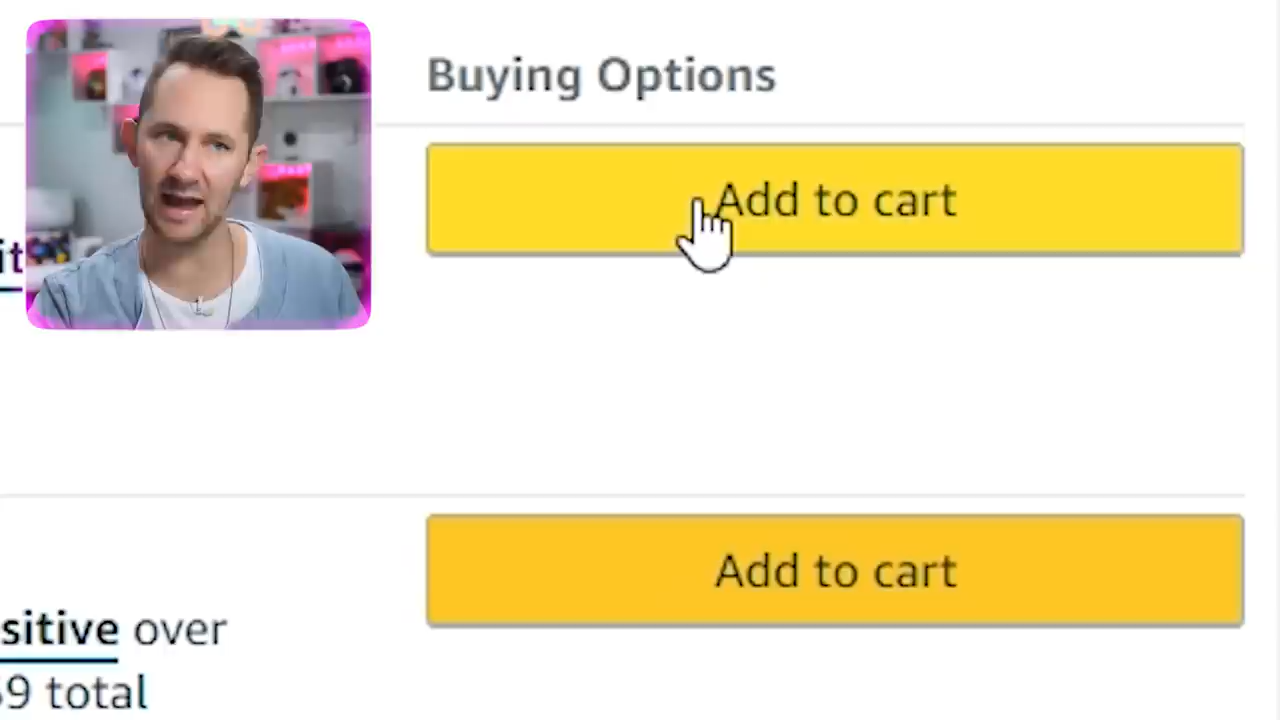 Buying Options
Add to cart
Add to cart
sitive over
9 total